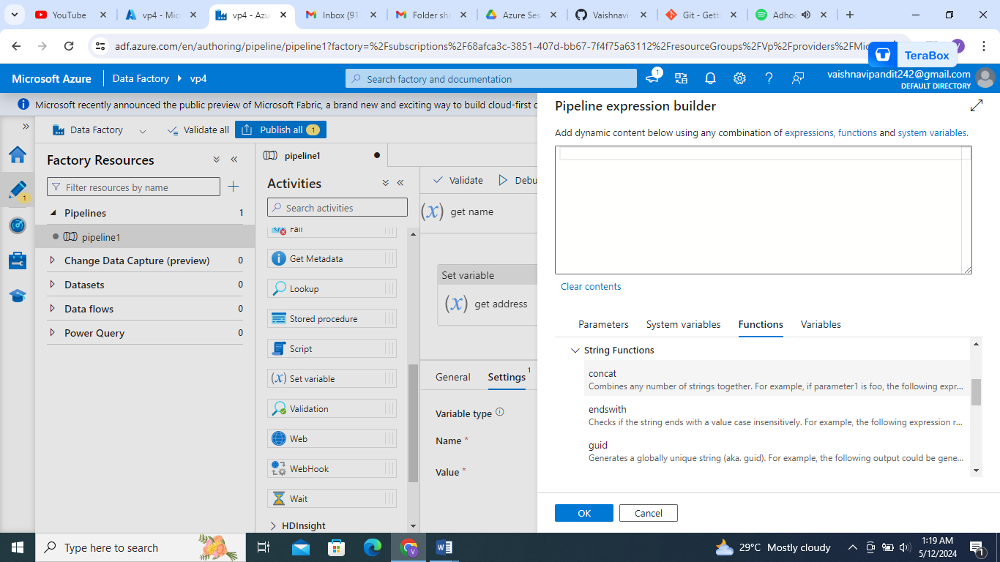 YouTube
vp4 - Mic
vp4 - Azu
Inbox (91
Folder sha
Azure Ses
Vaishnavi
Git - Gett
Adho
adf.azure.com/en/authoring/pipeline/pipeline1?factory=%2Fsubscriptions%2F68afca3c-3851-407d-bb67-7f4f75a63112%2FresourceGroups%2FVp%2Fproviders%2FMic
TeraBox
Microsoft Azure
Data Factory
vp4
Search factory and documentation
1
vaishnavipandit242@gmail.com
DEFAULT DIRECTORY
Microsoft recently announced the public preview of Microsoft Fabric, a brand new and exciting way to build cloud-first
Data Factory
Validate all
Publish all 1
Factory Resources
Filter resources by name
1
Pipelines 1
pipeline1
Change Data Capture (preview) 0
Datasets 0
Data flows 0
Power Query 0
pipeline1
Activities
Search activities
Fail
Get Metadata
Lookup
Stored procedure
Script
(x) Set variable
Validation
Web
WebHook
Wait
HDInsight
Validate
Debu
(x) get name
Set variable
(x) get address
General
Settings 1
Variable type
Name *
Value *
Pipeline expression builder
Add dynamic content below using any combination of expressions, functions and system variables.
Clear contents
Parameters
System variables
Functions
Variables
String Functions
concat
Combines any number of strings together. For example, if parameter1 is foo, the following expr...
endswith
Checks if the string ends with a value case insensitively. For example, the following expression r...
guid
Generates a globally unique string (aka. guid). For example, the following output could be gene...
OK
Cancel
Type here to search
29°C Mostly cloudy
1:19 AM
5/12/2024
1